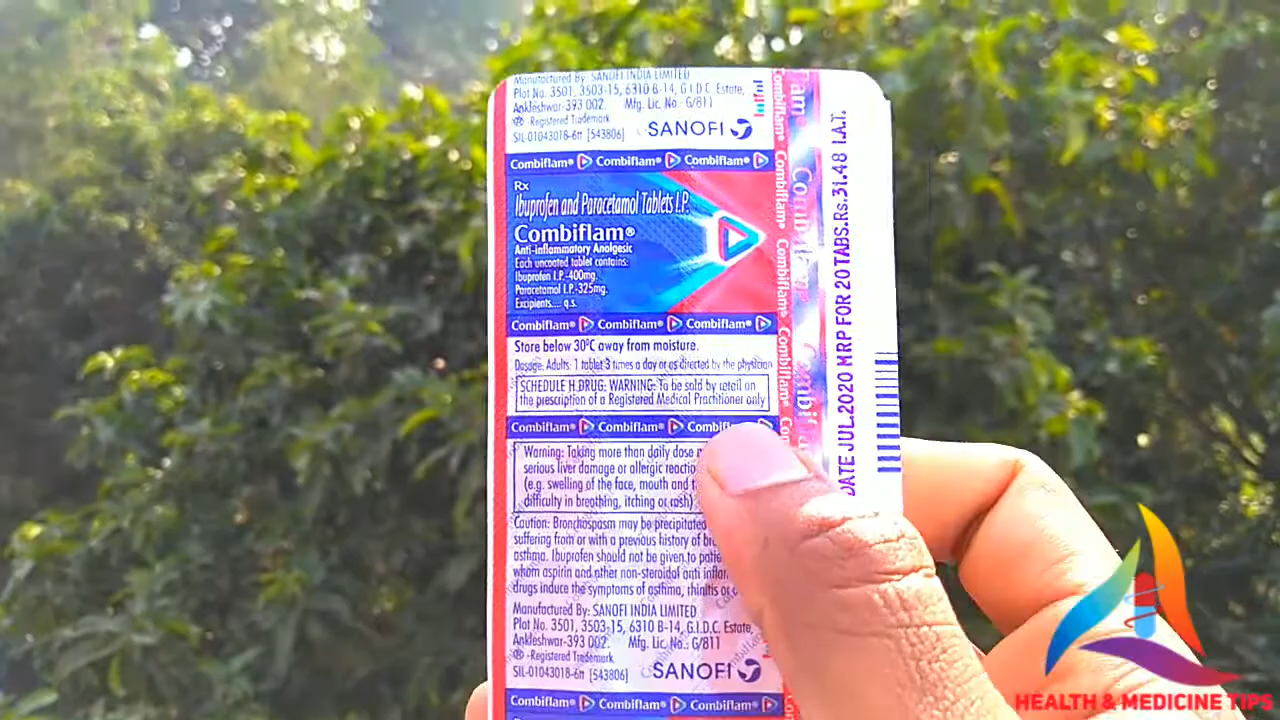 Manufactured By: SANOFI INDIA LIMITED
Plot No. 3501, 3503-15, 6310 B-14, G.I.D.C. Estate,
Ankleshwar-393 002. Mfg. Lic. No.: G/811
® -Registered Trademark
SIL-01043018-6π [543806]
SANOFI
Combiflam® Combiflam® Combiflam®
Rx
Ibuprofen and Paracetamol Tablets I.P.
Combiflam®
Anti-inflammatory Analgesic
Each uncoated tablet contains:
Ibuprofen I.P.-400mg.
Paracetamol I.P.-325mg.
Excipients.... q.s.
Combiflam® Combiflam® Combiflam®
Store below 30°C away from moisture.
Dosage: Adults: 1 tablet 3 times a day or as directed by the physician
SCHEDULE H DRUG; WARNING: To be sold by retail on
the prescription of a Registered Medical Practitioner only
Combiflam® Combiflam®
Warning: Taking more than daily dose
serious liver damage or allergic
(e.g. swelling of the face, mouth and
difficulty in breathing, itching or rash)
Caution: Bronchospasm may be precipitated
suffering from or with a previous history of
asthma. Ibuprofen should not be given to
whom aspirin and other non-steroidal anti
drugs induce the symptoms of asthma, rhinitis or
Manufactured By: SANOFI INDIA LIMITED
Plot No. 3501, 3503-15, 6310 B-14, G.I.D.C. Estate,
Ankleshwar-393 002. Mfg. Lic. No.: G/811
® -Registered Trademark
SIL-01043018-6π [543806]
SANOFI
Combiflam® Combiflam® Combiflam®
Combiflam® Combiflam® Combiflam® Combiflam®
DATE JUL.2020 MRP FOR 20 TABS.Rs.31.48 I.A.T.
HEALTH & MEDICINE TIPS